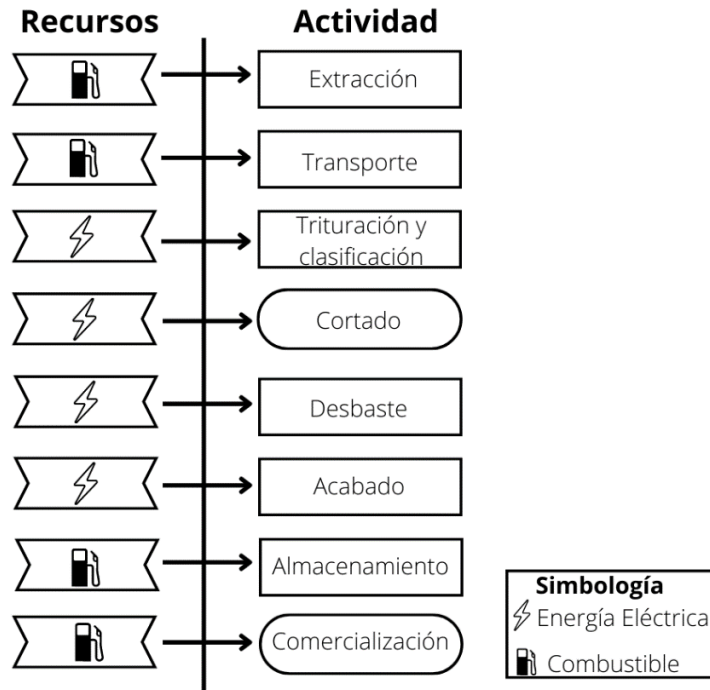 Recursos
Actividad
Extracción
Transporte
Trituración y
clasificación
Cortado
Desbaste
Acabado
Almacenamiento
Comercialización
Simbología
Energía Eléctrica
Combustible